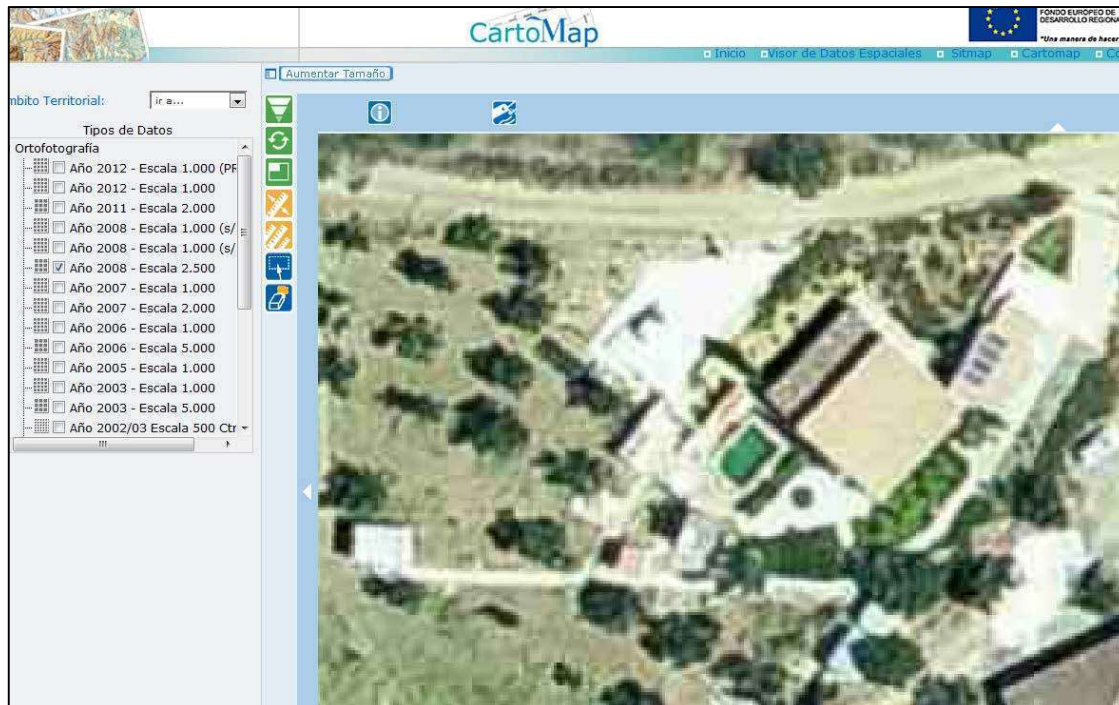 CartoMap
FONDO EUROPEO DE
DESARROLLO REGIONA
"Una manera de hacer
Inicio Visor de Datos Espaciales Sitmap Cartomap Co
Aumentar Tamaño
mbito Territorial: ir a...
Tipos de Datos
Ortofotografía
Año 2012 - Escala 1.000 (PF
Año 2012 - Escala 1.000
Año 2011 - Escala 2.000
Año 2008 - Escala 1.000 (s/
Año 2008 - Escala 1.000 (s/
Año 2008 - Escala 2.500
Año 2007 - Escala 1.000
Año 2007 - Escala 2.000
Año 2006 - Escala 1.000
Año 2006 - Escala 5.000
Año 2005 - Escala 1.000
Año 2003 - Escala 1.000
Año 2003 - Escala 5.000
Año 2002/03 Escala 500 Ctr